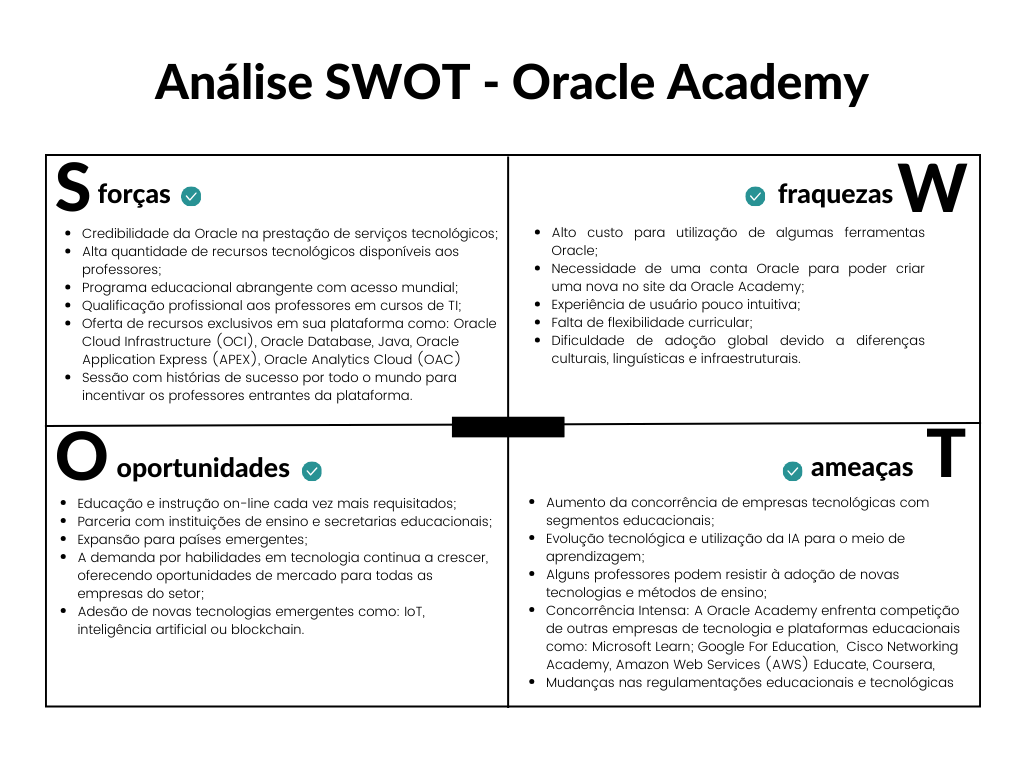 Análise SWOT - Oracle Academy
S forças
• Credibilidade da Oracle na prestação de serviços tecnológicos;
• Alta quantidade de recursos tecnológicos disponíveis aos
professores;
• Programa educacional abrangente com acesso mundial;
• Qualificação profissional aos professores em cursos de TI;
• Oferta de recursos exclusivos em sua plataforma como: Oracle
Cloud Infrastructure (OCI), Oracle Database, Java, Oracle
Application Express (APEX), Oracle Analytics Cloud (OAC)
• Sessão com histórias de sucesso por todo o mundo para
incentivar os professores entrantes da plataforma.
fraquezas W
• Alto custo para utilização de algumas ferramentas
Oracle;
• Necessidade de uma conta Oracle para poder criar
uma nova no site da Oracle Academy;
• Experiência de usuário pouco intuitiva;
• Falta de flexibilidade curricular;
• Dificuldade de adoção global devido a diferenças
culturais, linguísticas e infraestruturais.
O oportunidades
• Educação e instrução on-line cada vez mais requisitados;
• Parceria com instituições de ensino e secretarias educacionais;
• Expansão para países emergentes;
• A demanda por habilidades em tecnologia continua a crescer,
oferecendo oportunidades de mercado para todas as
empresas do setor;
• Adesão de novas tecnologias emergentes como: IoT,
inteligência artificial ou blockchain.
ameaças T
• Aumento da concorrência de empresas tecnológicas com
segmentos educacionais;
• Evolução tecnológica e utilização da IA para o meio de
aprendizagem;
• Alguns professores podem resistir à adoção de novas
tecnologias e métodos de ensino;
• Concorrência Intensa: A Oracle Academy enfrenta competição
de outras empresas de tecnologia e plataformas educacionais
como: Microsoft Learn; Google For Education, Cisco Networking
Academy, Amazon Web Services (AWS) Educate, Coursera,
• Mudanças nas regulamentações educacionais e tecnológicas